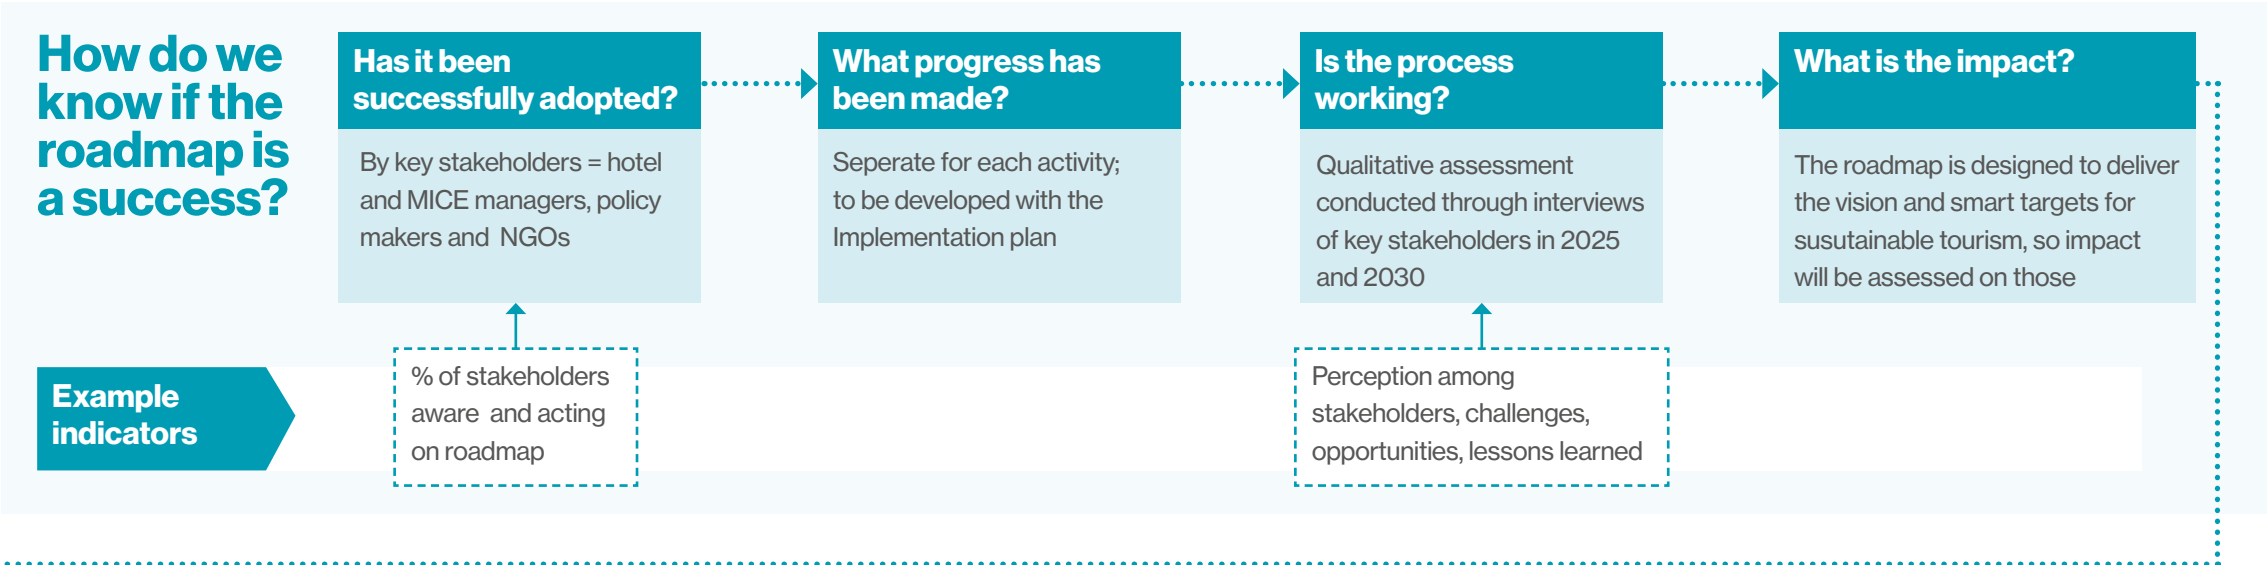 How do we
know if the
roadmap is
a success?
Has it been
successfully adopted?
By key stakeholders = hotel
and MICE managers, policy
makers and NGOs
What progress has
been made?
Seperate for each activity;
to be developed with the
Implementation plan
Is the process
working?
Qualitative assessment
conducted through interviews
of key stakeholders in 2025
and 2030
What is the impact?
The roadmap is designed to deliver
the vision and smart targets for
susutainable tourism, so impact
will be assessed on those
Example
indicators
% of stakeholders
aware and acting
on roadmap
Perception among
stakeholders, challenges,
opportunities, lessons learned